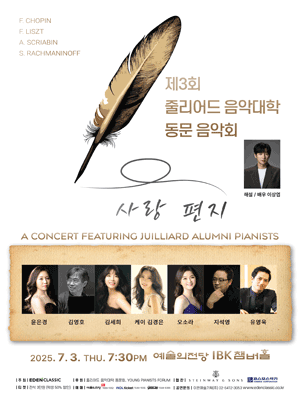 F. CHOPIN
F. LISZT
A. SCRIABIN
S. RACHMANINOFF
제3회
줄리어드 음악대학
동문 음악회
해설 / 배우 이상엽
사랑 편지
A CONCERT FEATURING JUILLIARD ALUMNI PIANISTS
윤은경 김영호 김세희 케이 김경은 오소라 지석영 유영욱
2025. 7. 3. THU. 7:30PM 예술의전당 IBK챔버홀
EDENCLASSIC
YOUNG PIANISTS FORUM
STEINWAY & SONS